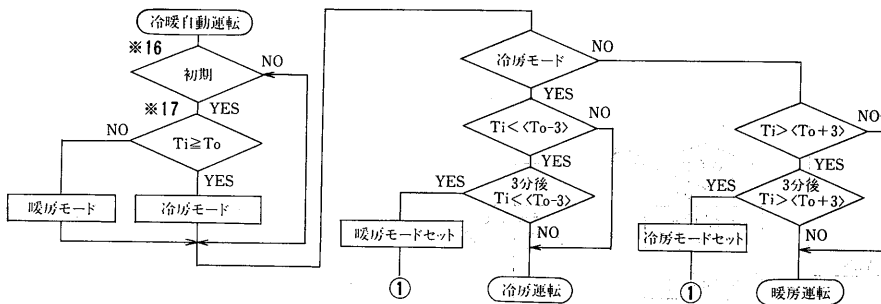 冷暖自動運転
※16
初期
NO
※17
YES
NO
Ti≧To
YES
暖房モード
冷房モード
冷房モード
NO
YES
Ti<〈To-3〉
NO
YES
YES
3分後
Ti≤〈To-3〉
NO
暖房モードセット
①
冷房運転
Ti>〈To+3〉
NO
YES
YES
3分後
Ti>〈To+3〉
NO
冷房モードセット
①
暖房運転